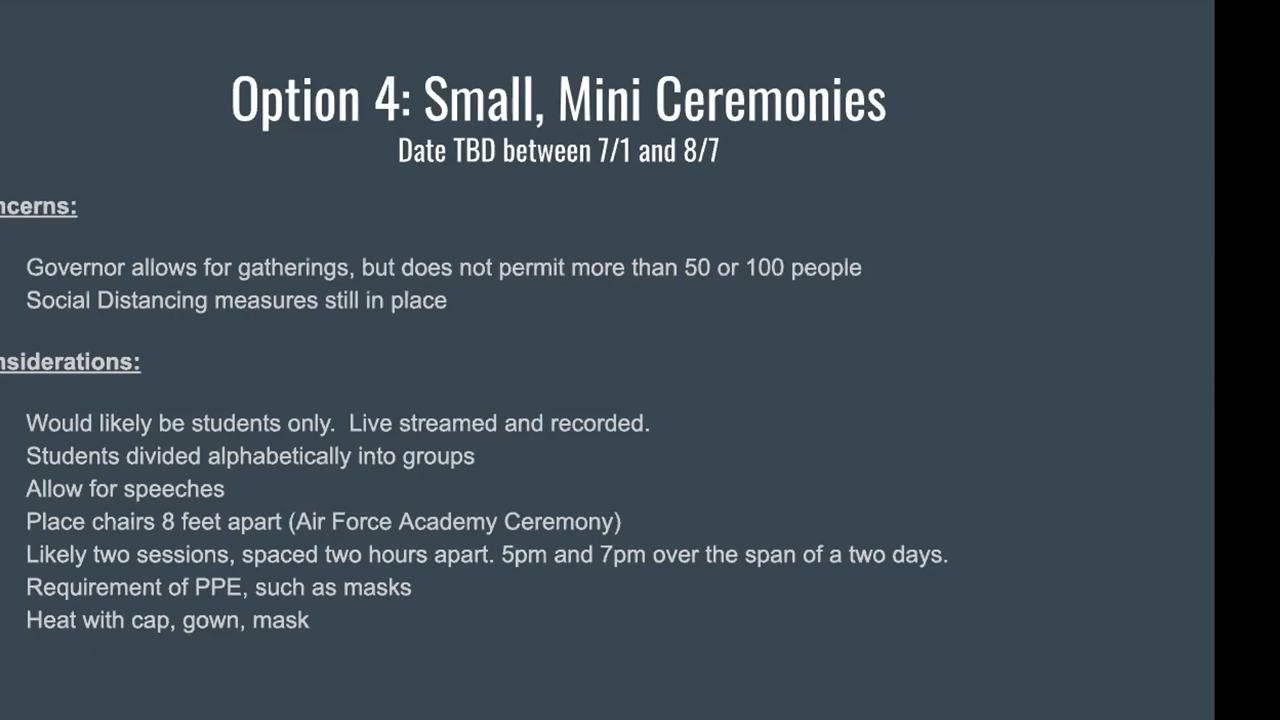 Option 4: Small, Mini Ceremonies
Date TBD between 7/1 and 8/7
ncerns:
Governor allows for gatherings, but does not permit more than 50 or 100 people
Social Distancing measures still in place
nsiderations:
Would likely be students only.  Live streamed and recorded.
Students divided alphabetically into groups
Allow for speeches
Place chairs 8 feet apart (Air Force Academy Ceremony)
Likely two sessions, spaced two hours apart. 5pm and 7pm over the span of a two days.
Requirement of PPE, such as masks
Heat with cap, gown, mask